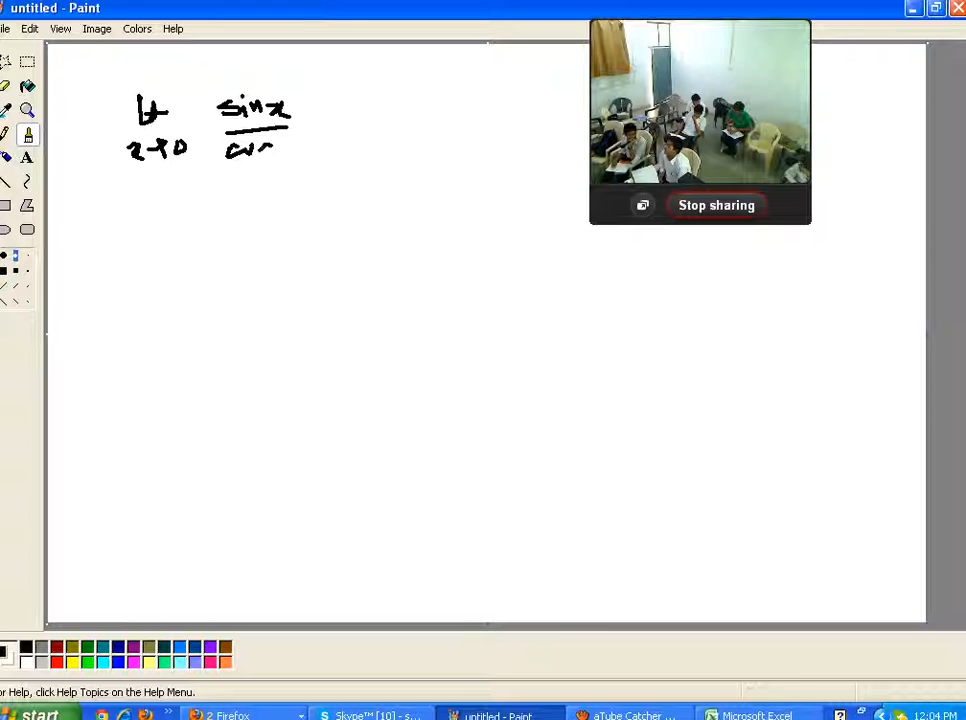 untitled - Paint
ile Edit View Image Colors Help
lt sinx
x→0
Stop sharing
or Help, click Help Topics on the Help Menu.
start 2 Firefox Skype™ [10] - s... untitled - Paint aTube Catcher ... Microsoft Excel 12:04 PM